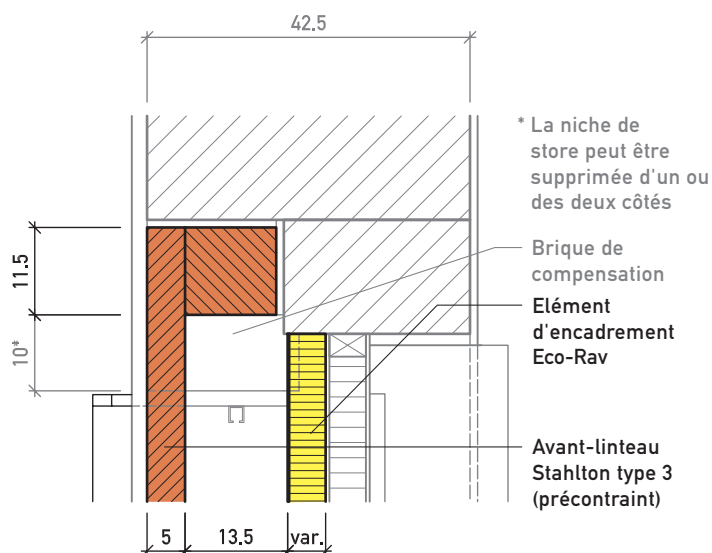 42.5
* La niche de
store peut être
supprimée d'un ou
des deux côtés
11.5
Brique de
compensation
Elément
d'encadrement
Eco-Rav
10*
Avant-linteau
Stahlton type 3
(précontraint)
5
13.5
var.